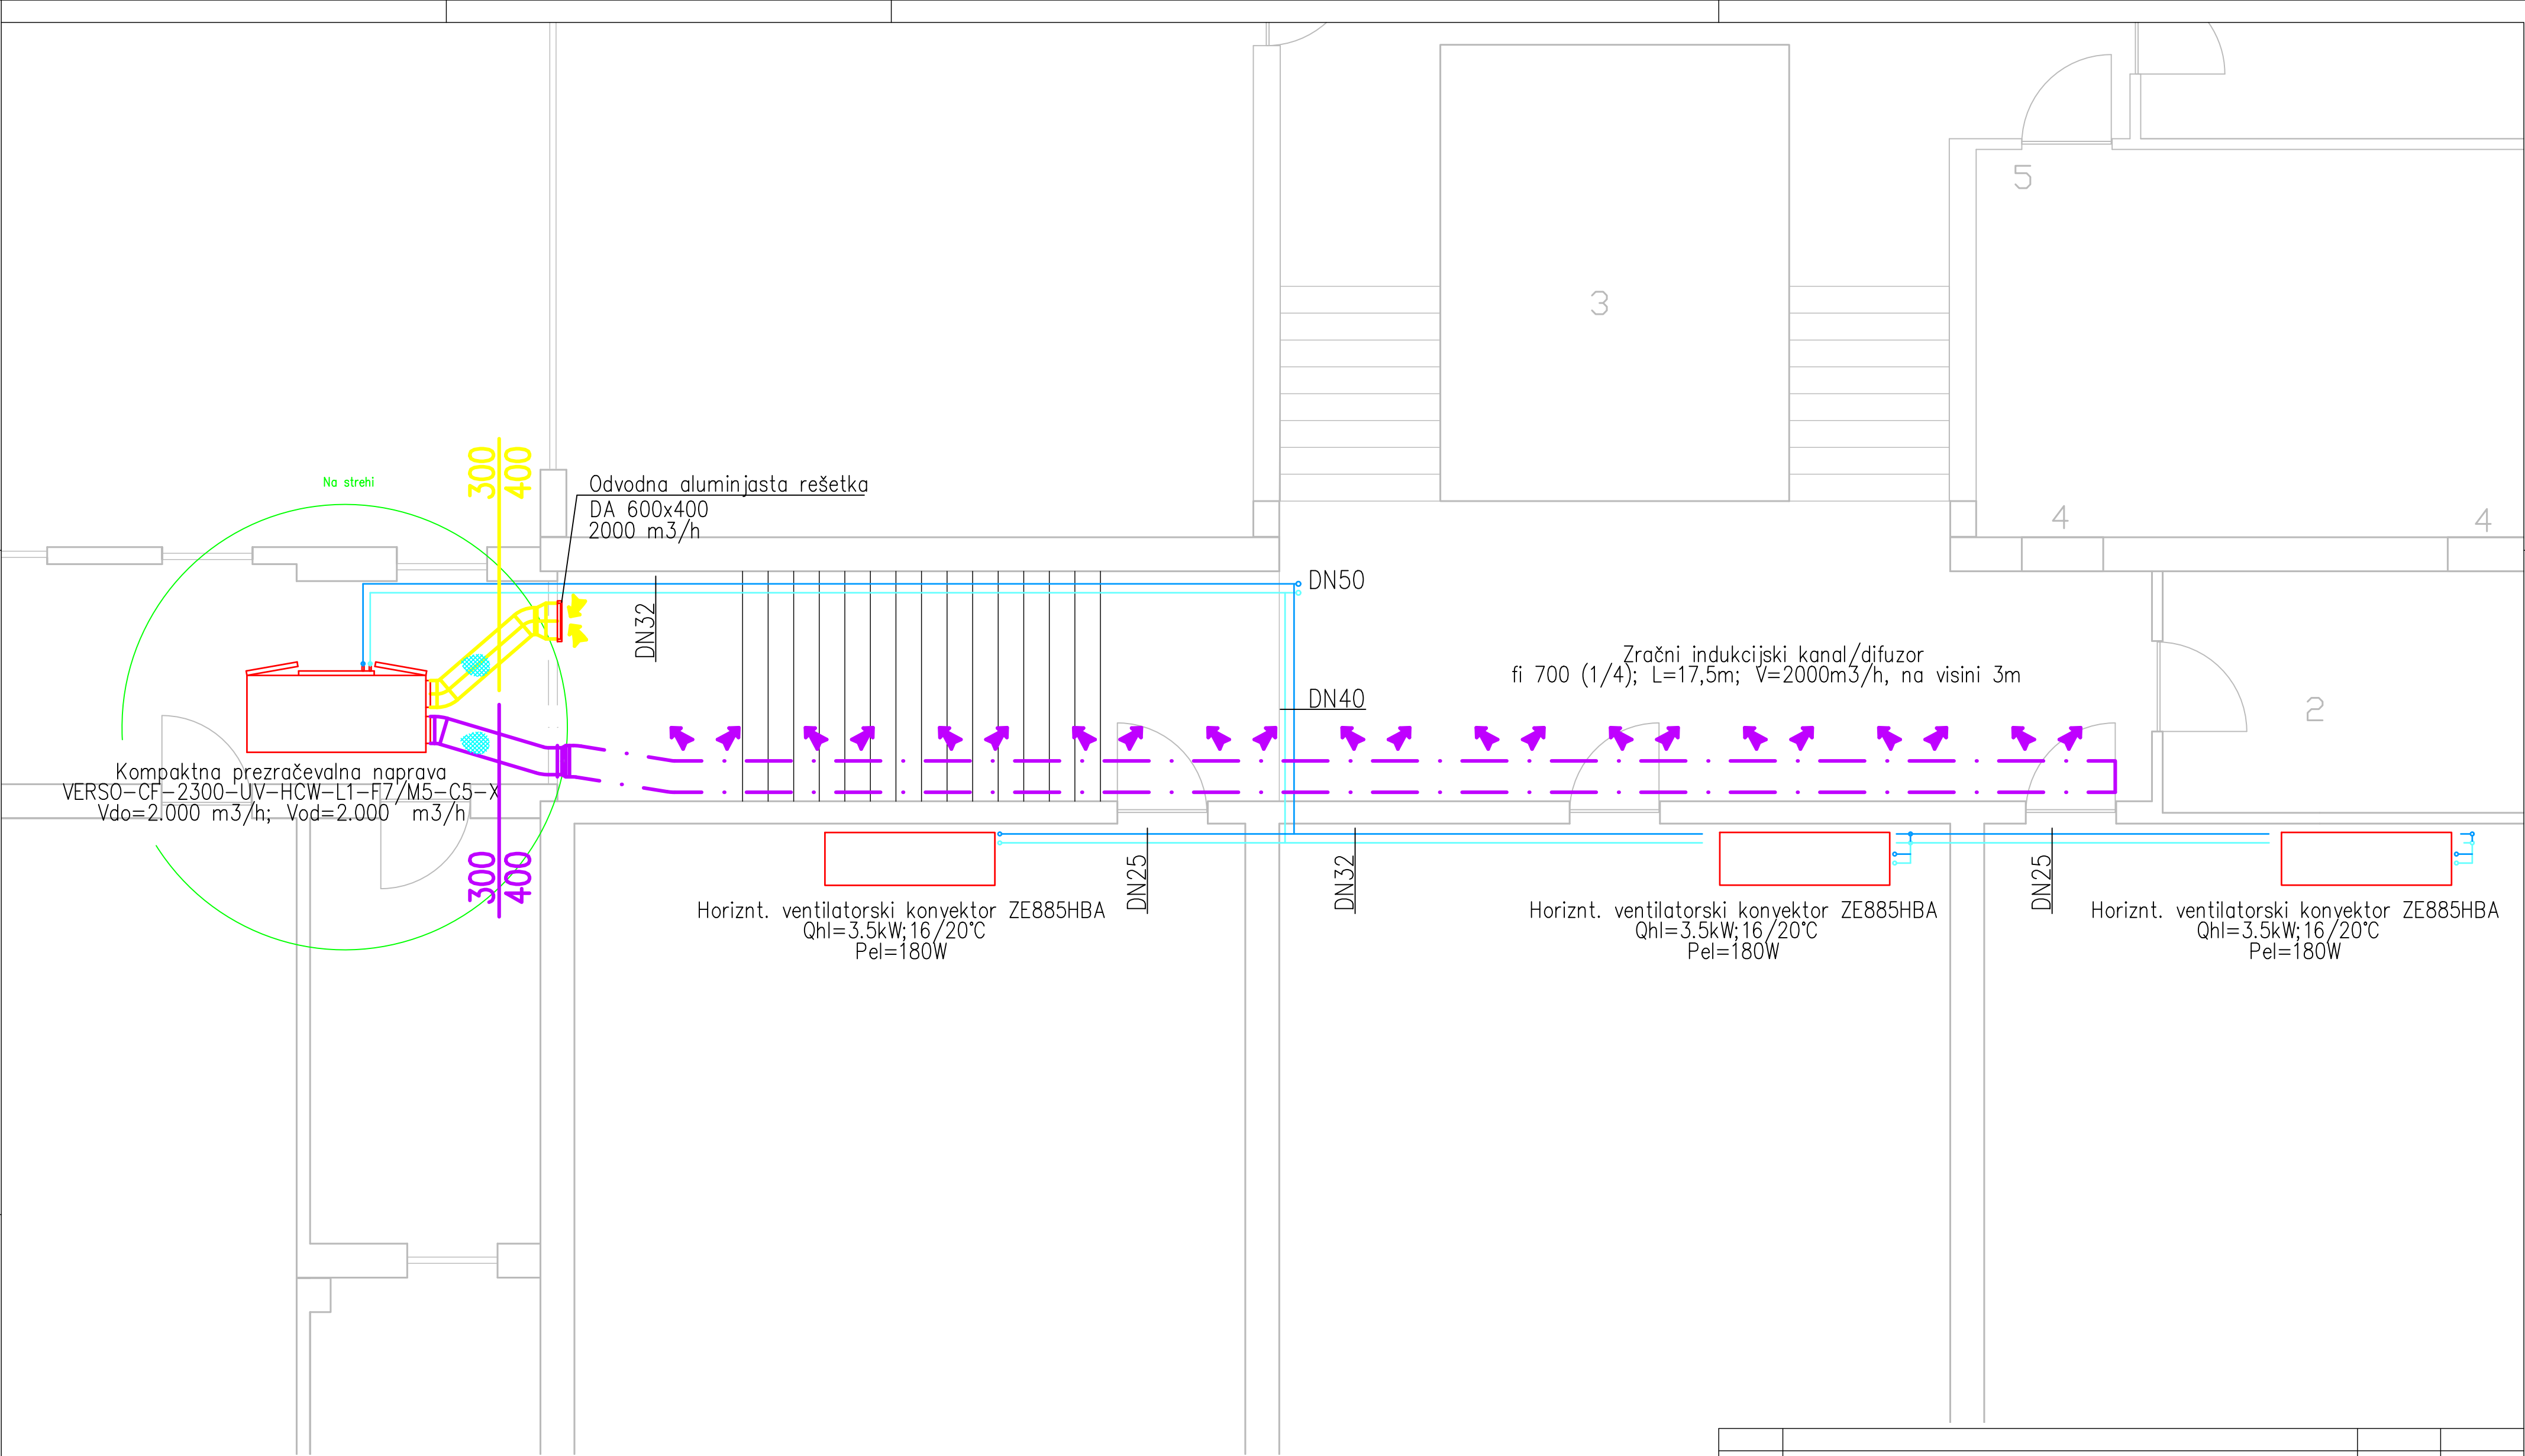 5
3
4
4
300
400
Na strehi
Odvodna aluminjasta rešetka
DA 600x400
2000 m3/h
DN50
DN32
Zračni indukcijski kanal/difuzor
fi 700 (1/4); L=17,5m; V=2000m3/h, na visini 3m
DN40
2
Kompaktna prezračevalna naprava
VERSO-CF-2300-UV-HCW-L1-F7/M5-C5-X
Vdo=2.000 m3/h; Vod=2.000 m3/h
300
400
DN25
DN32
DN25
Horiznt. ventilatorski konvektor ZE885HBA
Qhl=3.5kW;16/20°C
Pel=180W
Horiznt. ventilatorski konvektor ZE885HBA
Qhl=3.5kW;16/20°C
Pel=180W
Horiznt. ventilatorski konvektor ZE885HBA
Qhl=3.5kW;16/20°C
Pel=180W